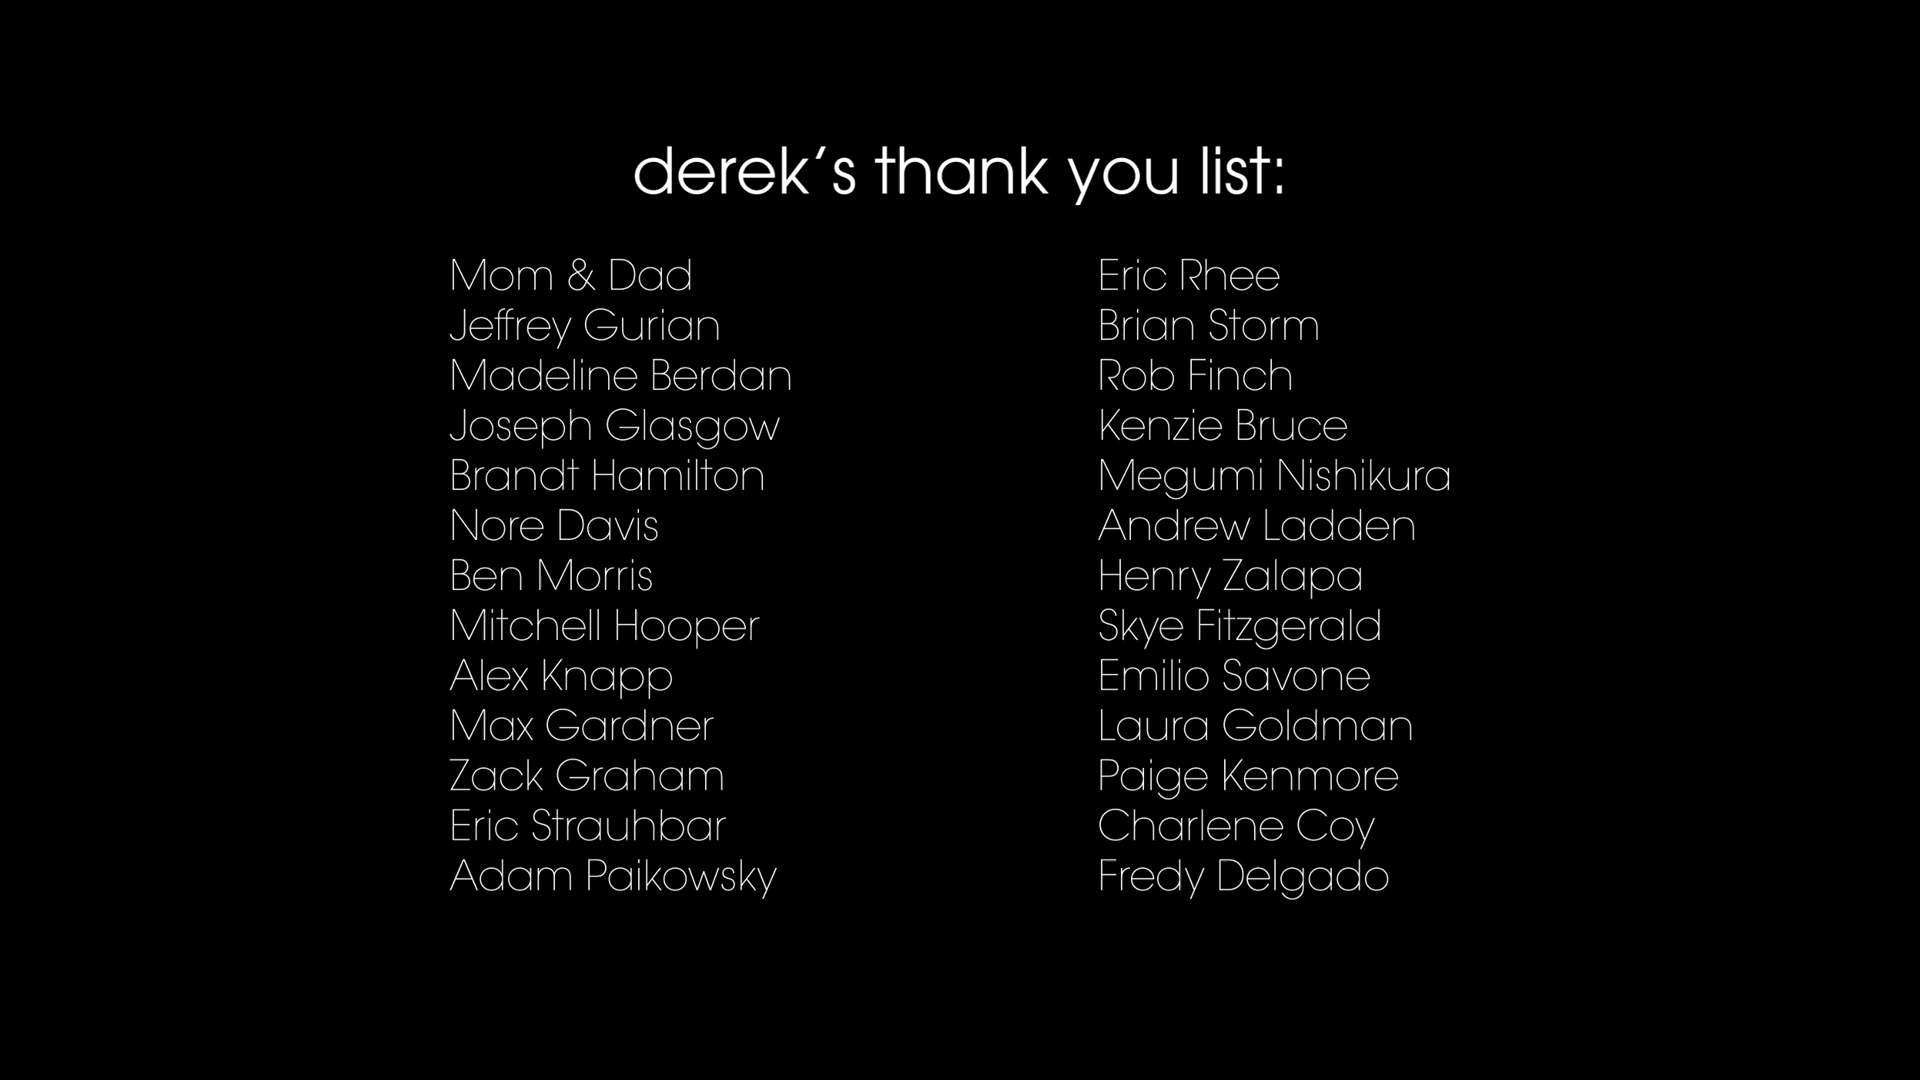 derek‘s thank you list:
Mom & Dad
Jeffrey Gurian
Madeline Berdan
Joseph Glasgow
Brandt Hamilton
Nore Davis
Ben Morris
Mitchell Hooper
Alex Knapp
Max Gardner
Zack Graham
Eric Strauhbar
Adam Paikowsky
Eric Rhee
Brian Storm
Rob Finch
Kenzie Bruce
Megumi Nishikura
Andrew Ladden
Henry Zalapa
Skye Fitzgerald
Emilio Savone
Laura Goldman
Paige Kenmore
Charlene Coy
Fredy Delgado